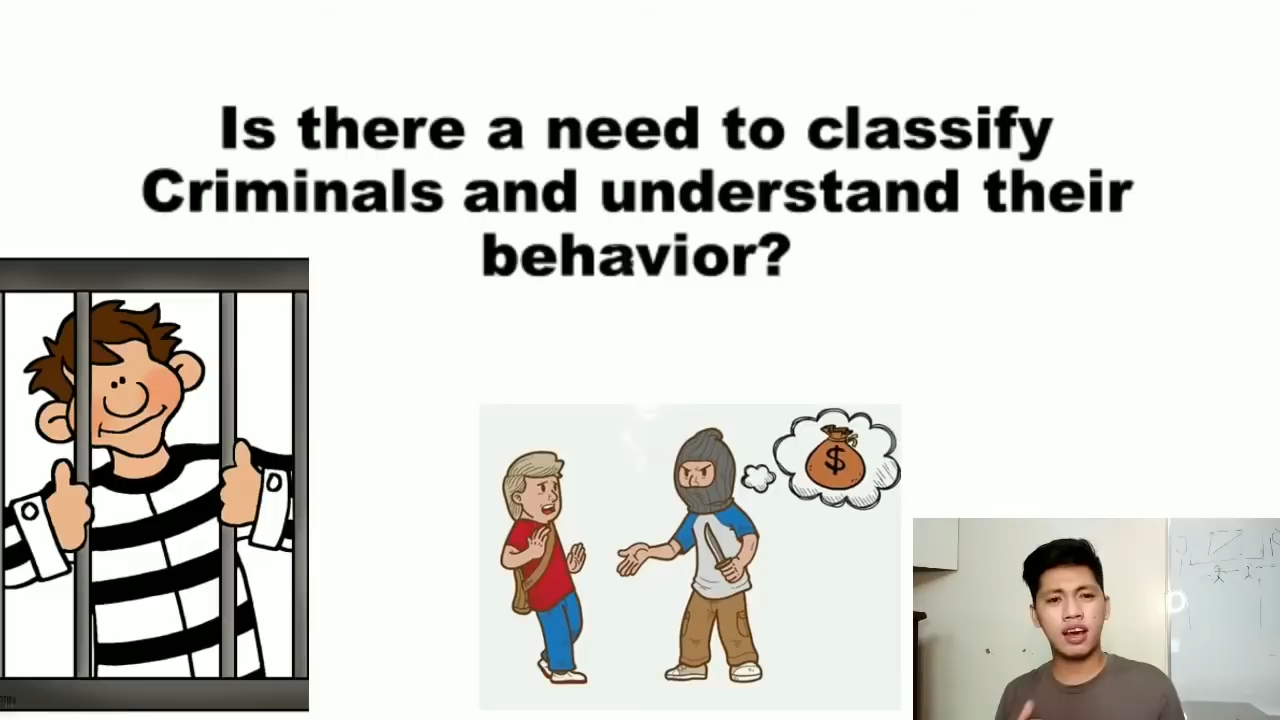 Is there a need to classify
Criminals and understand their
behavior?
$